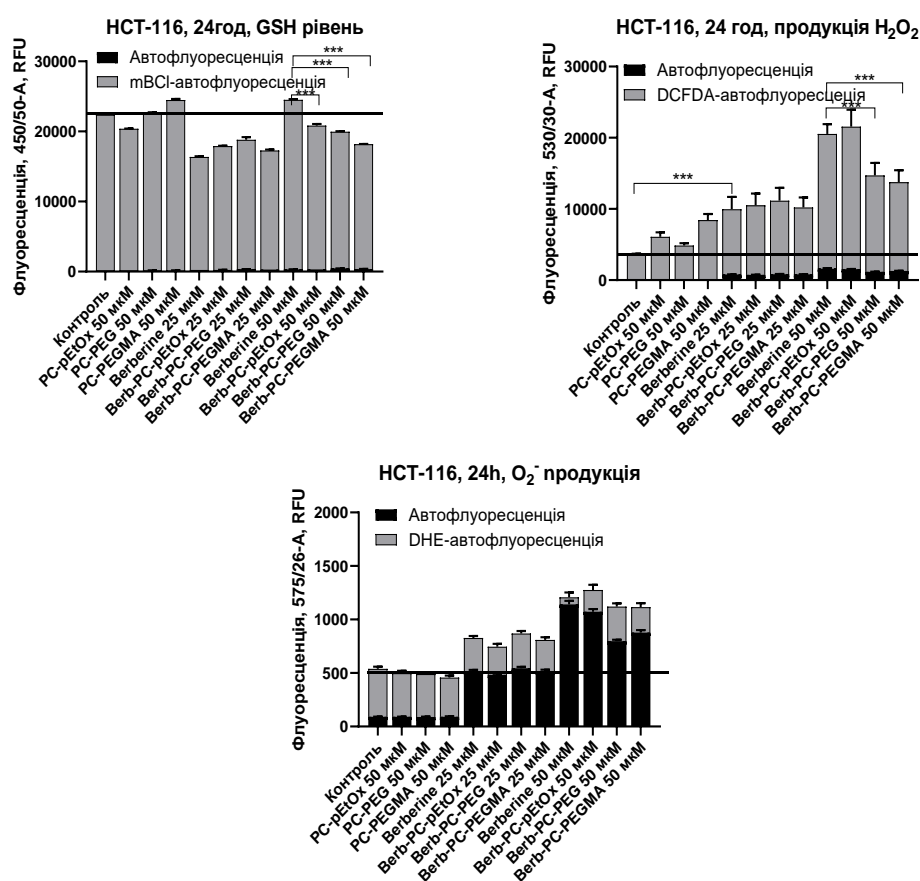 HCT-116, 24год, GSH рівень
Флуоресценція, 450/50-A, RFU
Автофлуоресценція
mBCl-автофлуоресценція
***
***
***
30000
20000
10000
0
Контроль
PC-pEtOx 50 мкМ
PC-PEG 50 мкМ
PC-PEGMA 50 мкМ
Berberine 25 мкМ
Berb-PC-pEtOX 25 мкМ
Berb-PC-PEG 25 мкМ
Berb-PC-PEGMA 25 мкМ
Berberine 50 мкМ
Berb-PC-pEtOX 50 мкМ
Berb-PC-PEG 50 мкМ
Berb-PC-PEGMA 50 мкМ
HCT-116, 24 год, продукція H₂O₂
Флуоресценція, 530/30-A, RFU
Автофлуоресценція
DCFDA-автофлуоресцеція
***
***
***
30000
20000
10000
0
Контроль
PC-pEtOX 50 мкМ
PC-PEG 50 мкМ
PC-PEGMA 50 мкМ
Berberine 25 мкМ
Berb-PC-pEtOX 25 мкМ
Berb-PC-PEG 25 мкМ
Berb-PC-PEGMA 25 мкМ
Berberine 50 мкМ
Berb-PC-pEtOX 50 мкМ
Berb-PC-PEG 50 мкМ
Berb-PC-PEGMA 50 мкМ
HCT-116, 24h, O₂⁻ продукція
Флуоресценція, 575/26-A, RFU
Автофлуоресценція
DHE-автофлуоресценція
2000
1500
1000
500
0
Контроль
PC-pEtOx 50 мкМ
PC-PEG 50 мкМ
PC-PEGMA 50 мкМ
Berberine 25 мкМ
Berb-PC-pEtOX 25 мкМ
Berb-PC-PEG 25 мкМ
Berb-PC-PEGMA 25 мкМ
Berberine 50 мкМ
Berb-PC-pEtOX 50 мкМ
Berb-PC-PEG 50 мкМ
Berb-PC-PEGMA 50 мкМ